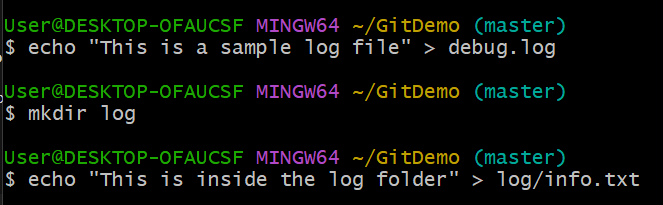 User@DESKTOP-OFAUCSF MINGW64 ~/GitDemo (master)
$ echo "This is a sample log file" > debug.log
User@DESKTOP-OFAUCSF MINGW64 ~/GitDemo (master)
$ mkdir log
User@DESKTOP-OFAUCSF MINGW64 ~/GitDemo (master)
$ echo "This is inside the log folder" > log/info.txt